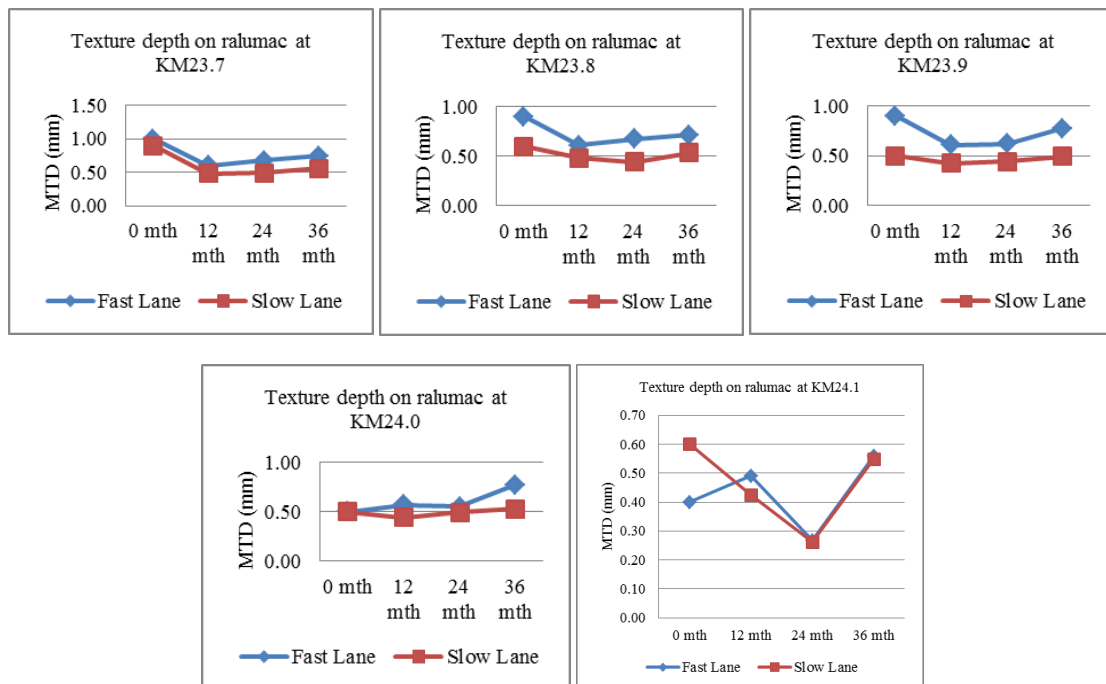 Texture depth on ralumac at
KM23.7
MTD (mm)
1.50
1.00
0.50
0.00
0 mth
12
mth
24
mth
36
mth
Fast Lane
Slow Lane
Texture depth on ralumac at
KM23.8
MTD (mm)
1.00
0.50
0.00
0 mth
12
mth
24
mth
36
mth
Fast Lane
Slow Lane
Texture depth on ralumac at
KM23.9
MTD (mm)
1.00
0.50
0.00
0 mth
12
mth
24
mth
36
mth
Fast Lane
Slow Lane
Texture depth on ralumac at
KM24.0
MTD (mm)
1.00
0.50
0.00
0 mth
12
mth
24
mth
36
mth
Fast Lane
Slow Lane
Texture depth on ralumac at KM24.1
MTD (mm)
0.70
0.60
0.50
0.40
0.30
0.20
0.10
0.00
0 mth
12 mth
24 mth
36 mth
Fast Lane
Slow Lane